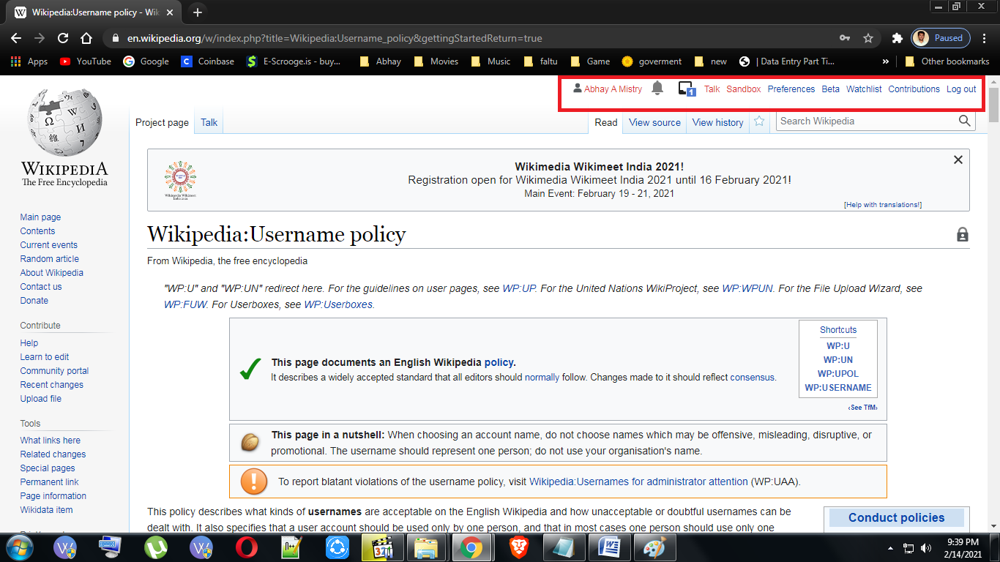 Wikipedia:Username policy - Wik
en.wikipedia.org/w/index.php?title=Wikipedia:Username_policy&gettingStartedReturn=true
Paused
Apps YouTube Google Coinbase E-Scrooge.is - buy... Abhay Movies Music faltu Game goverment new | Data Entry Part Ti... » Other bookmarks
Abhay A Mistry 1 Talk Sandbox Preferences Beta Watchlist Contributions Log out
Project page Talk Read View source View history Search Wikipedia
WIKIPEDIA
The Free Encyclopedia
Main page
Contents
Current events
Random article
About Wikipedia
Contact us
Donate
Contribute
Help
Learn to edit
Community portal
Recent changes
Upload file
Tools
What links here
Related changes
Special pages
Permanent link
Page information
Wikidata item
Wikimedia Wikimeet India 2021!
Registration open for Wikimedia Wikimeet India 2021 until 16 February 2021!
Main Event: February 19 - 21, 2021
[Help with translations!]
Wikipedia:Username policy
From Wikipedia, the free encyclopedia
"WP:U" and "WP:UN" redirect here. For the guidelines on user pages, see WP:UP. For the United Nations WikiProject, see WP:WPUN. For the File Upload Wizard, see
WP:FUW. For Userboxes, see WP:Userboxes.
This page documents an English Wikipedia policy.
It describes a widely accepted standard that all editors should normally follow. Changes made to it should reflect consensus.
Shortcuts
WP:U
WP:UN
WP:UPOL
WP:USERNAME
‹See TfM›
This page in a nutshell: When choosing an account name, do not choose names which may be offensive, misleading, disruptive, or
promotional. The username should represent one person; do not use your organisation's name.
To report blatant violations of the username policy, visit Wikipedia:Usernames for administrator attention (WP:UAA).
This policy describes what kinds of usernames are acceptable on the English Wikipedia and how unacceptable or doubtful usernames can be
dealt with. It also specifies that a user account should be used only by one person, and that in most cases one person should use only one
Conduct policies
9:39 PM
2/14/2021